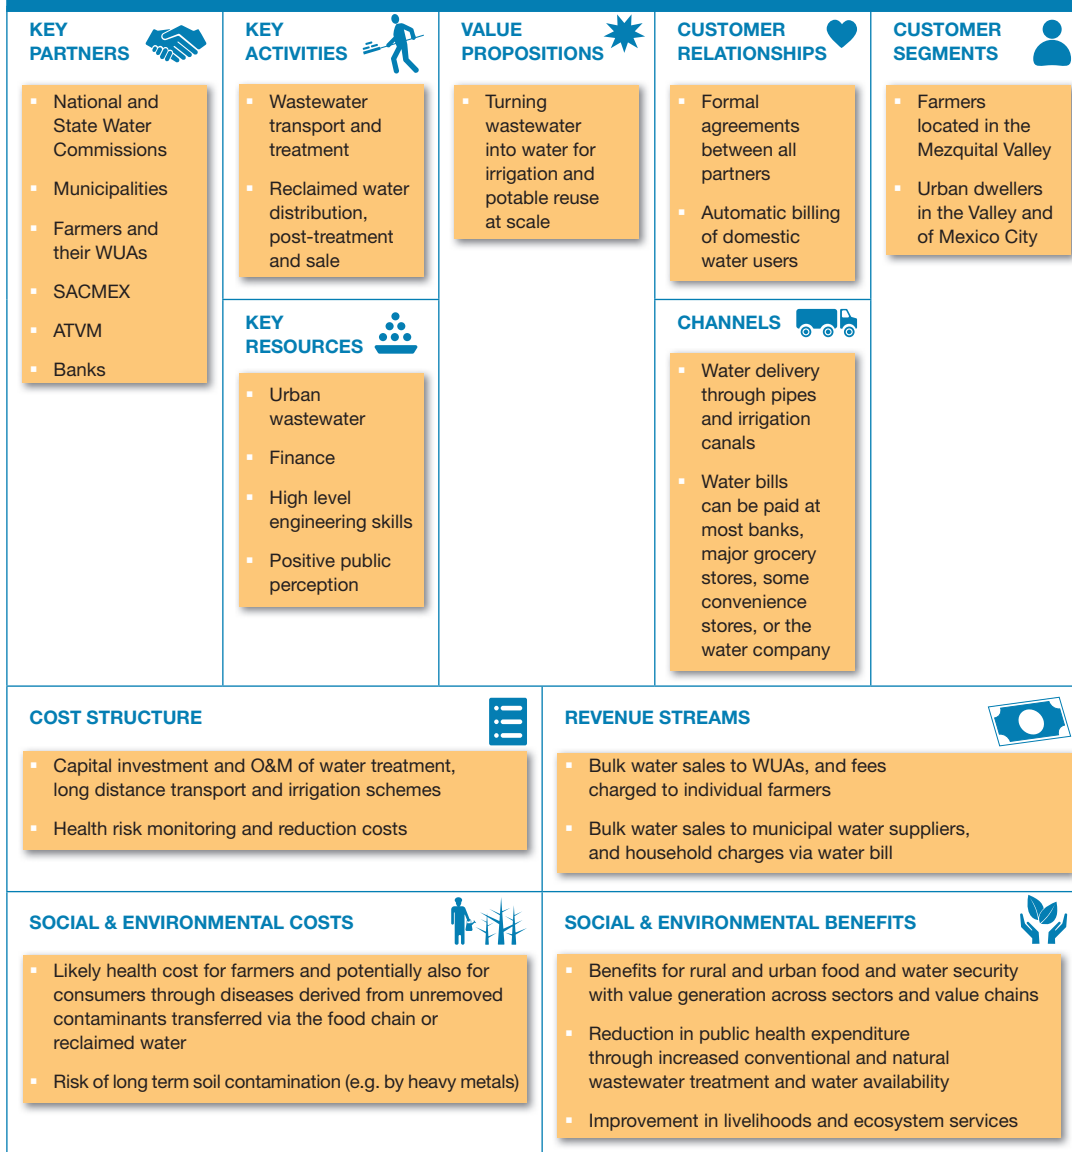 KEY
PARTNERS
▪ National and
State Water
Commissions
▪ Municipalities
▪ Farmers and
their WUAs
▪ SACMEX
▪ ATVM
▪ Banks
KEY
ACTIVITIES
▪ Wastewater
transport and
treatment
▪ Reclaimed water
distribution,
post-treatment
and sale
KEY
RESOURCES
▪ Urban
wastewater
▪ Finance
▪ High level
engineering skills
▪ Positive public
perception
VALUE
PROPOSITIONS
▪ Turning
wastewater
into water for
irrigation and
potable reuse
at scale
CUSTOMER
RELATIONSHIPS
▪ Formal
agreements
between all
partners
▪ Automatic billing
of domestic
water users
CHANNELS
▪ Water delivery
through pipes
and irrigation
canals
▪ Water bills
can be paid at
most banks,
major grocery
stores, some
convenience
stores, or the
water company
CUSTOMER
SEGMENTS
▪ Farmers
located in the
Mezquital Valley
▪ Urban dwellers
in the Valley and
of Mexico City
COST STRUCTURE
▪ Capital investment and O&M of water treatment,
long distance transport and irrigation schemes
▪ Health risk monitoring and reduction costs
REVENUE STREAMS
▪ Bulk water sales to WUAs, and fees
charged to individual farmers
▪ Bulk water sales to municipal water suppliers,
and household charges via water bill
SOCIAL & ENVIRONMENTAL COSTS
▪ Likely health cost for farmers and potentially also for
consumers through diseases derived from unremoved
contaminants transferred via the food chain or
reclaimed water
▪ Risk of long term soil contamination (e.g. by heavy metals)
SOCIAL & ENVIRONMENTAL BENEFITS
▪ Benefits for rural and urban food and water security
with value generation across sectors and value chains
▪ Reduction in public health expenditure
through increased conventional and natural
wastewater treatment and water availability
▪ Improvement in livelihoods and ecosystem services